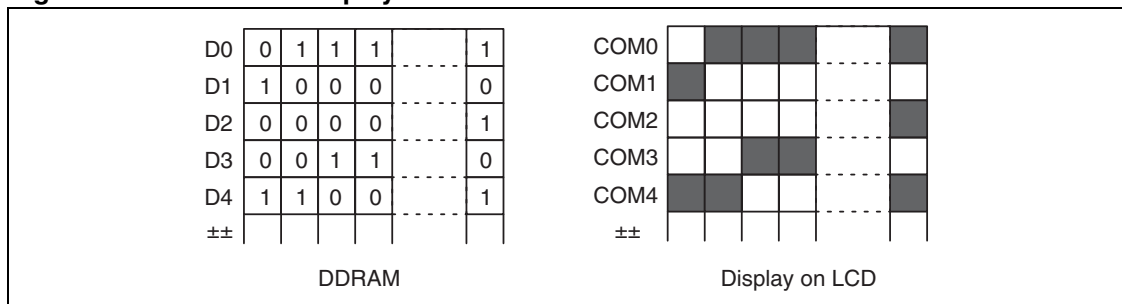 D0 0 1 1 1 1
D1 1 0 0 0 0
D2 0 0 0 0 1
D3 0 0 1 1 0
D4 1 1 0 0 1
±±
DDRAM
COM0
COM1
COM2
COM3
COM4
±±
Display on LCD